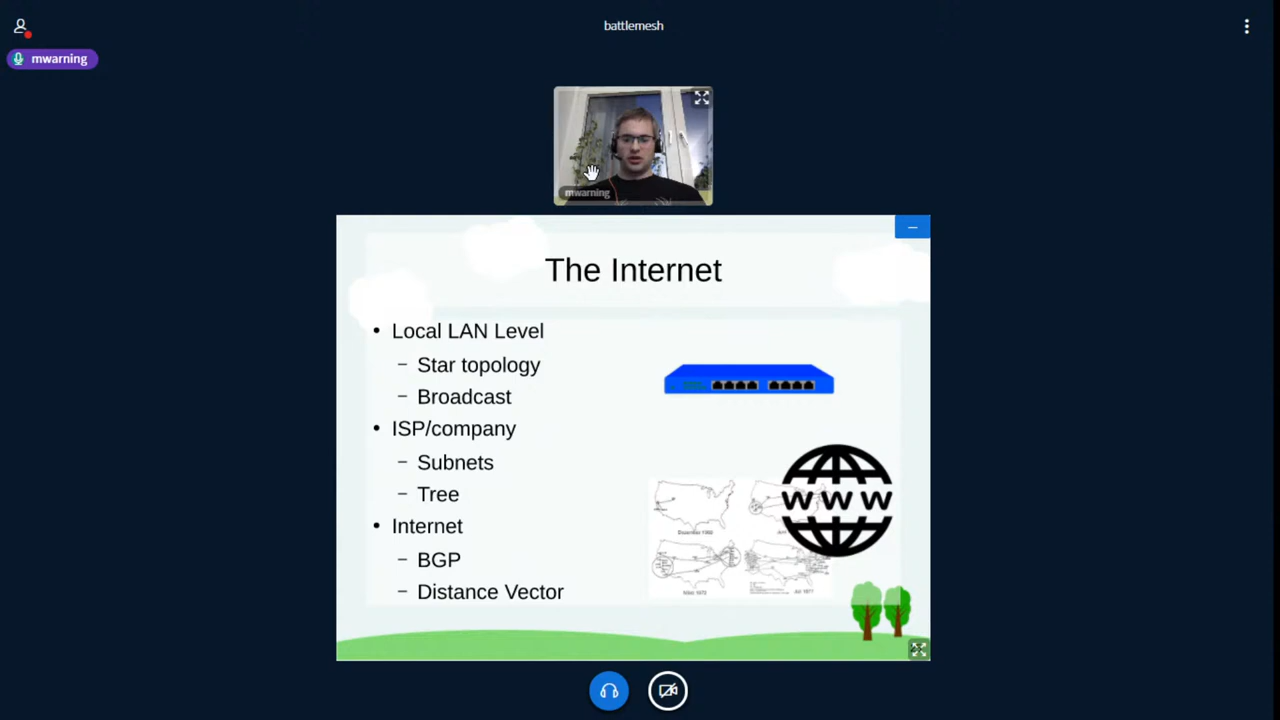 battlemesh
mwarning
mwarning
The Internet
• Local LAN Level
– Star topology
– Broadcast
• ISP/company
– Subnets
– Tree
• Internet
– BGP
– Distance Vector
WWW